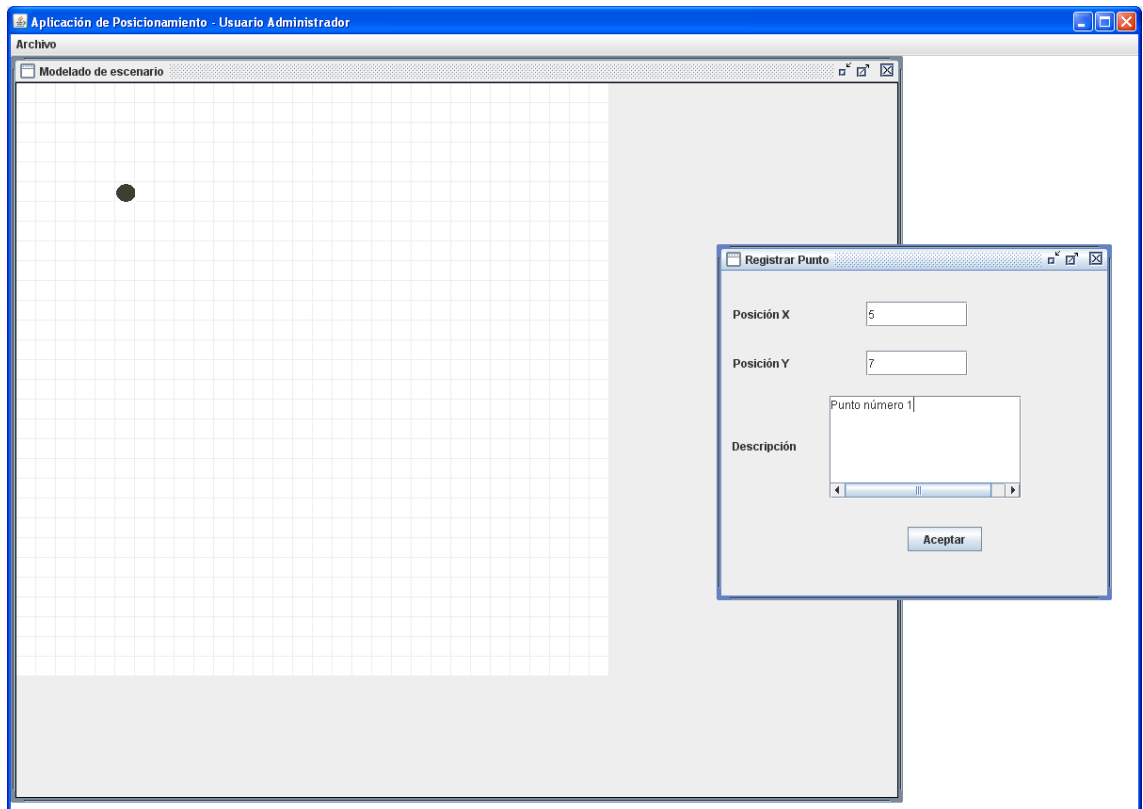 Aplicación de Posicionamiento - Usuario Administrador
Archivo
Modelado de escenario
Registrar Punto
Posición X
5
Posición Y
7
Descripción
Punto número 1
Aceptar